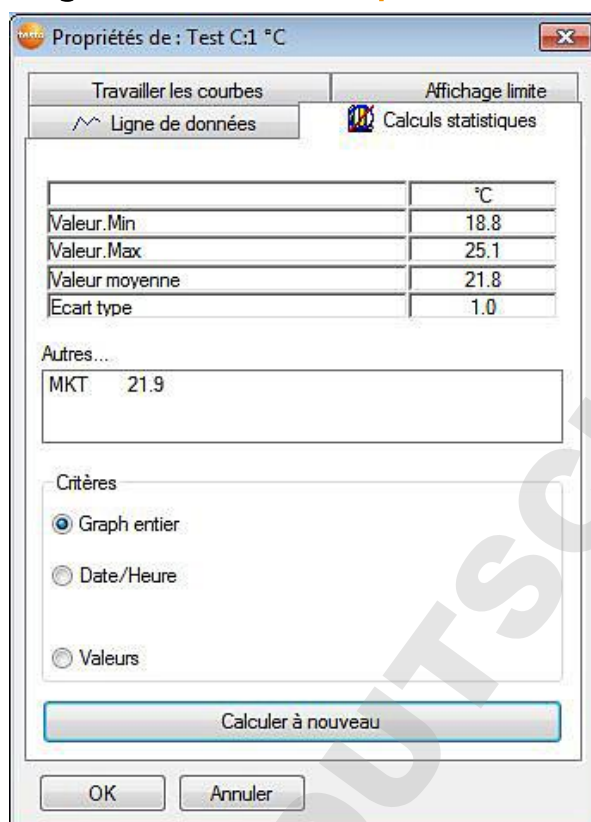 Propriétés de : Test C:1 °C
Travailler les courbes Affichage limite
Ligne de données Calculs statistiques
°C
Valeur.Min 18.8
Valeur.Max 25.1
Valeur moyenne 21.8
Ecart type 1.0
Autres...
MKT 21.9
Critères
Graph entier
Date/Heure
Valeurs
Calculer à nouveau
OK Annuler